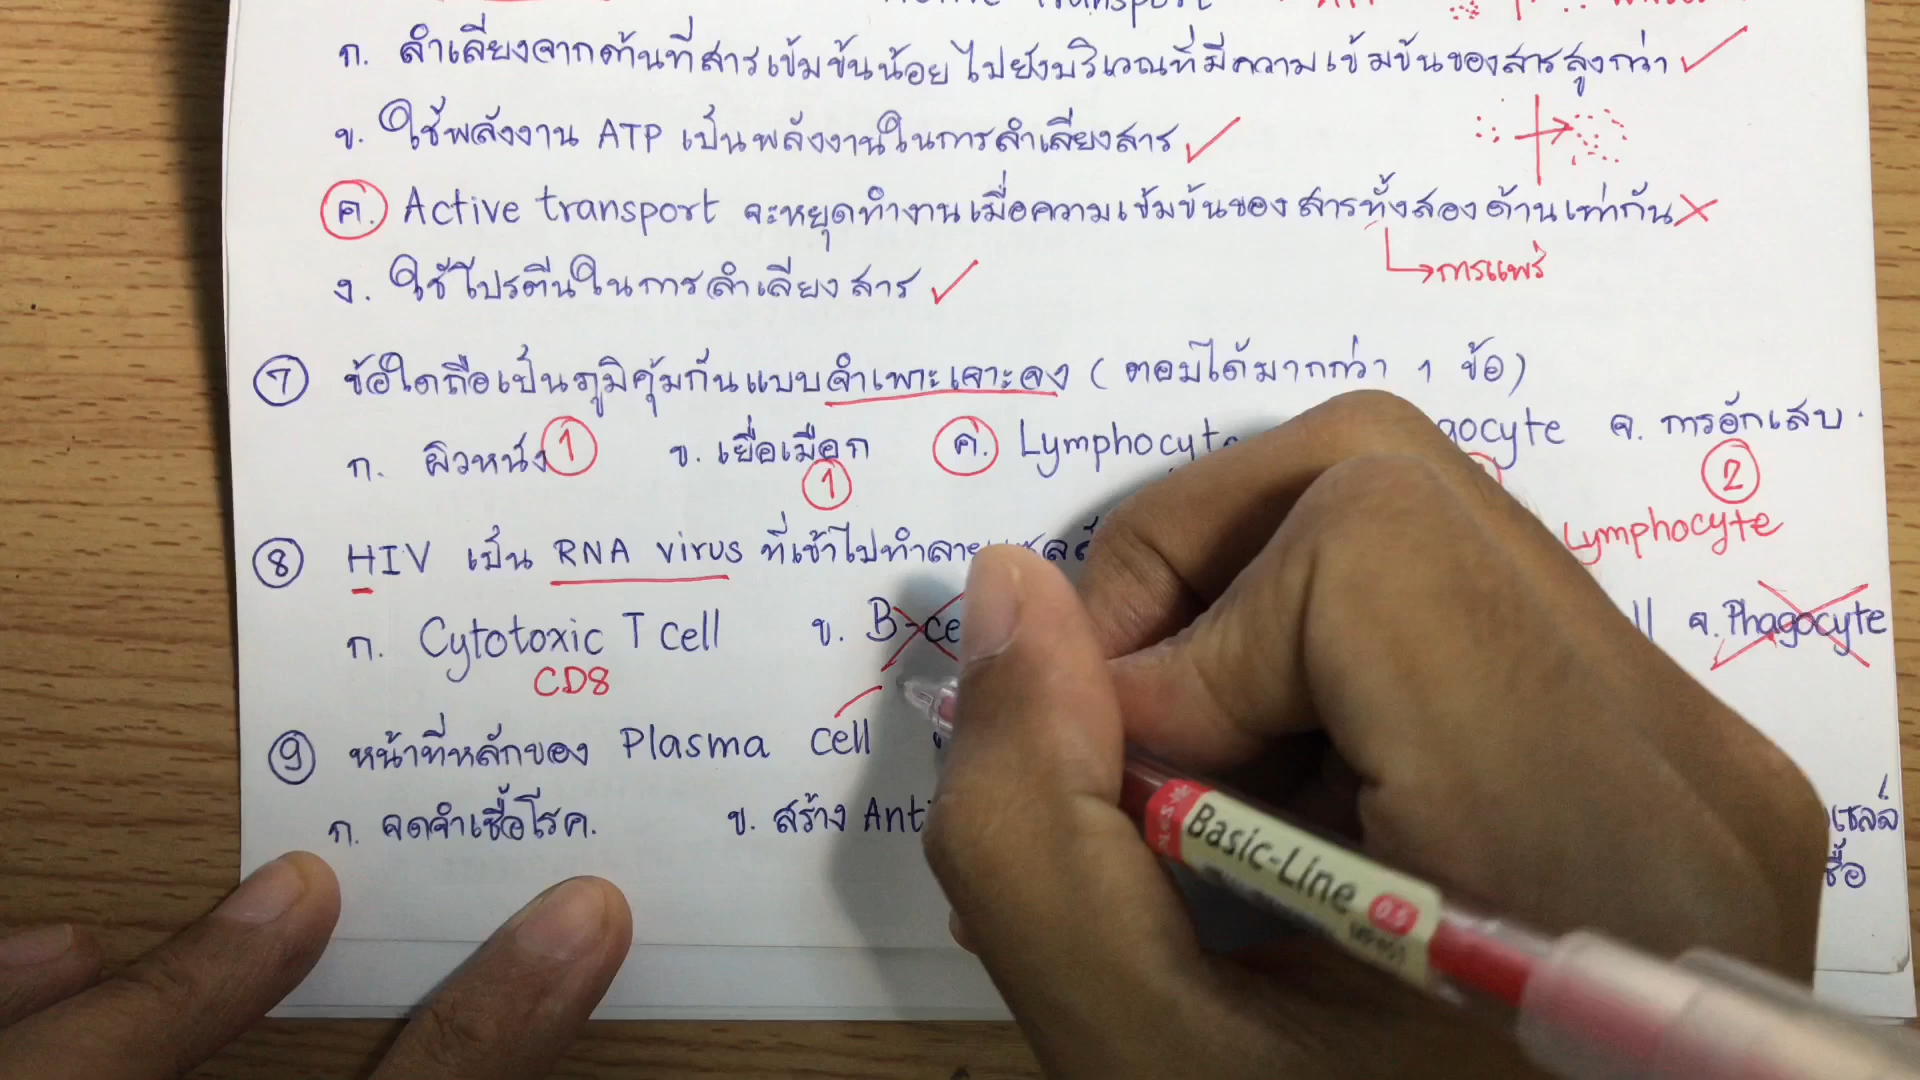 ก. ลำเลียงจากด้านที่สารเข้มข้นน้อย ไปยังบริเวณที่มีความเข้มข้นของสารสูงกว่า
ข. ใช้พลังงาน ATP เป็นพลังงานในการลำเลียงสาร
ค. Active transport จะหยุดทำงานเมื่อความเข้มข้นของสารทั้งสองด้านเท่ากัน
การแพร่
ง. ใช้โปรตีนในการลำเลียงสาร
7 ข้อใดถือเป็นภูมิคุ้มกันแบบจำเพาะเจาะจง (ตอบได้มากกว่า 1 ข้อ)
ก. ผิวหนัง 1 ข. เยื่อเมือก ค. จ. การอักเสบ
1 2
Lymphocyte
8 HIV เป็น RNA virus ที่เข้าไปทำลาย
ก. Cytotoxic T cell ข. จ. Phagocyte
CD8
9 หน้าที่หลักของ Plasma cell
ก. จดจำเชื้อโรค. ข. สร้าง
Basic-Line 0.5